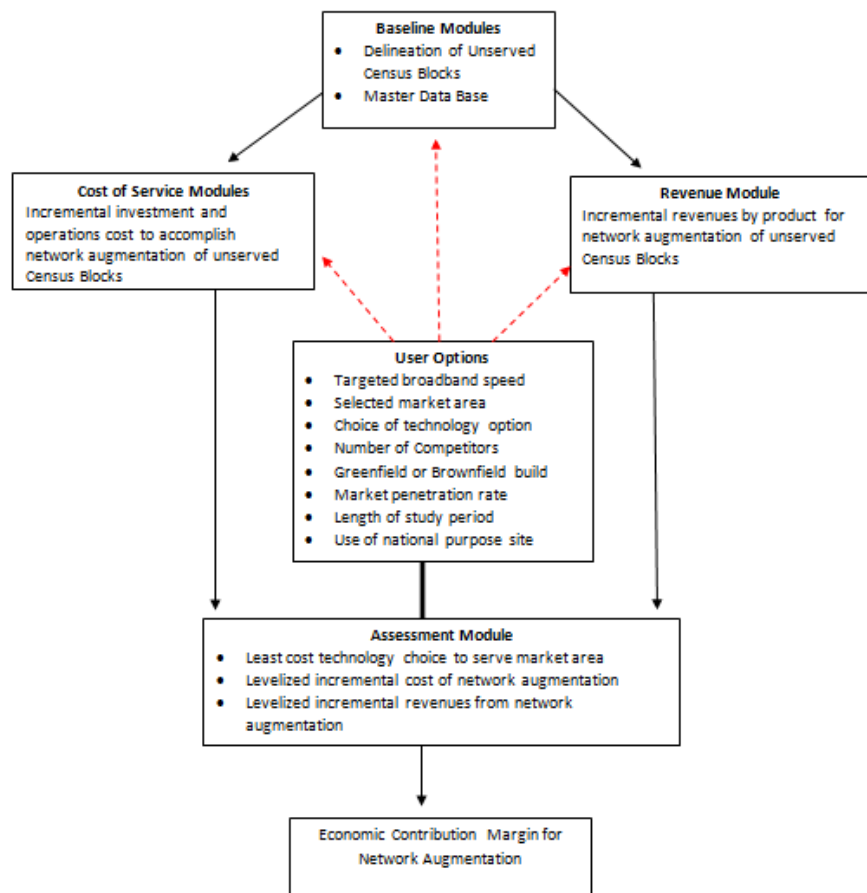 Baseline Modules
• Delineation of Unserved
Census Blocks
• Master Data Base
Cost of Service Modules
Incremental investment and
operations cost to accomplish
network augmentation of unserved
Census Blocks
Revenue Module
Incremental revenues by product for
network augmentation of unserved
Census Blocks
User Options
• Targeted broadband speed
• Selected market area
• Choice of technology option
• Number of Competitors
• Greenfield or Brownfield build
• Market penetration rate
• Length of study period
• Use of national purpose site
Assessment Module
• Least cost technology choice to serve market area
• Levelized incremental cost of network augmentation
• Levelized incremental revenues from network
augmentation
Economic Contribution Margin for
Network Augmentation